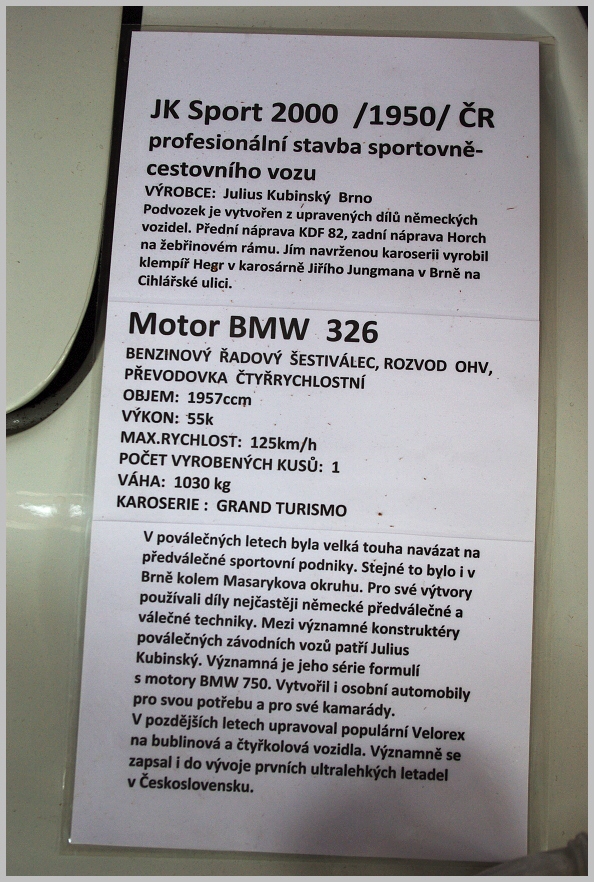 JK Sport 2000 /1950/ ČR
profesionální stavba sportovně-
cestovního vozu
VÝROBCE: Julius Kubinský Brno
Podvozek je vytvořen z upravených dílů německých
vozidel. Přední náprava KDF 82, zadní náprava Horch
na žebřinovém rámu. Jím navrženou karoserii vyrobil
klempíř Hegr v karosárně Jiřího Jungmana v Brně na
Cihlářské ulici.
Motor BMW 326
BENZINOVÝ ŘADOVÝ ŠESTIVÁLEC, ROZVOD OHV,
PŘEVODOVKA ČTYŘRYCHLOSTNÍ
OBJEM: 1957ccm
VÝKON: 55k
MAX.RYCHLOST: 125km/h
POČET VYROBENÝCH KUSŮ: 1
VÁHA: 1030 kg
KAROSERIE : GRAND TURISMO
V poválečných letech byla velká touha navázat na
předválečné sportovní podniky. Stejné to bylo i v
Brně kolem Masarykova okruhu. Pro své výtvory
používali díly nejčastěji německé předválečné a
válečné techniky. Mezi významné konstruktéry
poválečných závodních vozů patří Julius
Kubinský. Významná je jeho série formulí
s motory BMW 750. Vytvořil i osobní automobily
pro svou potřebu a pro své kamarády.
V pozdějších letech upravoval populární Velorex
na bublinová a čtyřkolová vozidla. Významně se
zapsal i do vývoje prvních ultralehkých letadel
v Československu.